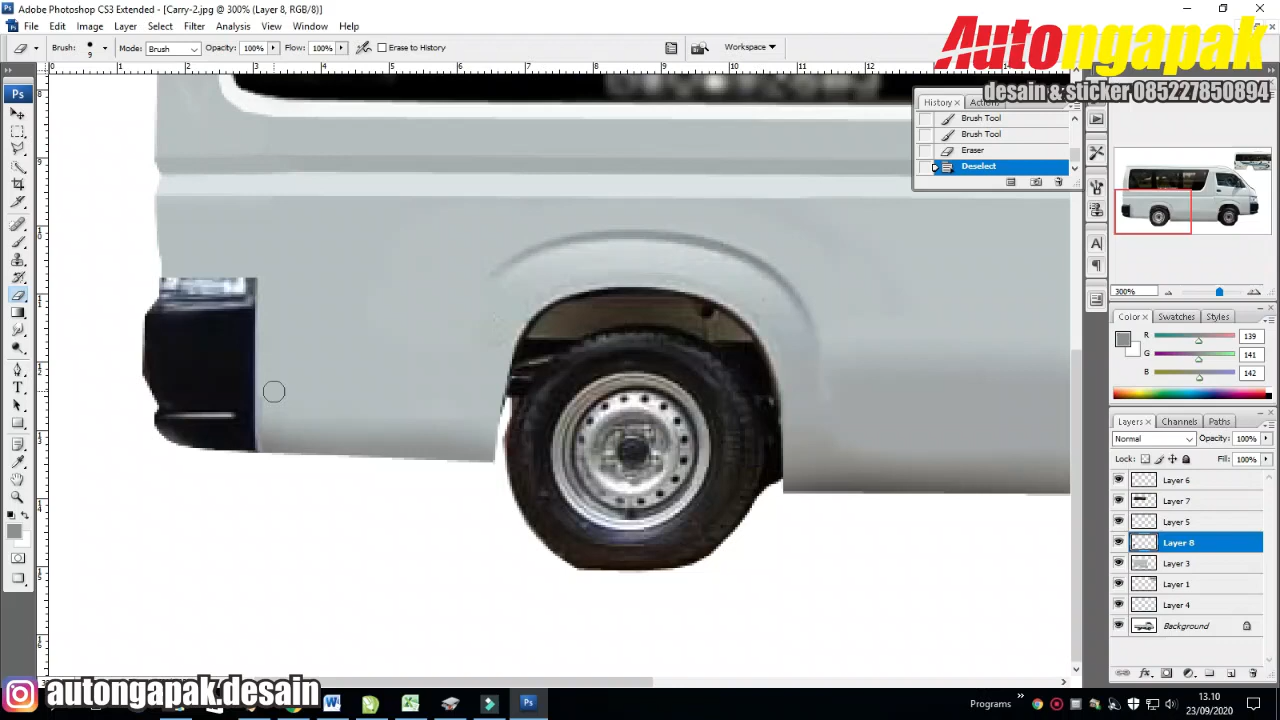 Adobe Photoshop CS3 Extended - [Carry-2.jpg @ 300% (Layer 8, RGB/8)]
File Edit Image Layer Select Filter Analysis View Window Help
Brush: 9 Mode: Brush Opacity: 100% Flow: 100% Erase to History Workspace
Autongapak
desain & sticker 085227850894
History Actions
Brush Tool
Brush Tool
Eraser
Deselect
300%
Color Swatches Styles
R 139
G 141
B 142
Layers Channels Paths
Normal Opacity: 100%
Lock: Fill: 100%
Layer 6
Layer 7
Layer 5
Layer 8
Layer 3
Layer 1
Layer 4
Background
autongapak.desain
Programs
13.10
23/09/2020